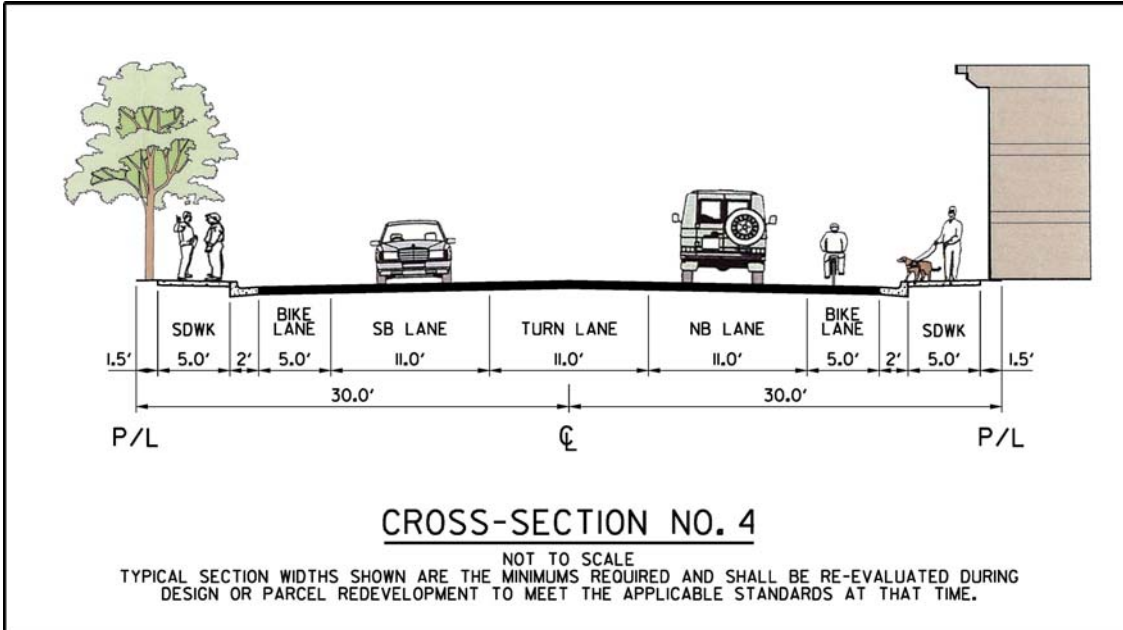 BIKE BIKE
SDWK LANE SB LANE TURN LANE NB LANE LANE SDWK
1.5' 5.0' 2' 5.0' 11.0' 11.0' 11.0' 5.0' 2' 5.0' 1.5'
30.0' 30.0'
P/L ℄ P/L
CROSS-SECTION NO. 4
NOT TO SCALE
TYPICAL SECTION WIDTHS SHOWN ARE THE MINIMUMS REQUIRED AND SHALL BE RE-EVALUATED DURING
DESIGN OR PARCEL REDEVELOPMENT TO MEET THE APPLICABLE STANDARDS AT THAT TIME.